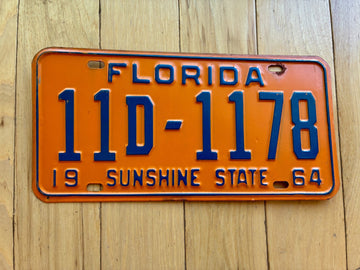 FLORIDA
11D-1178
19 SUNSHINE STATE 64